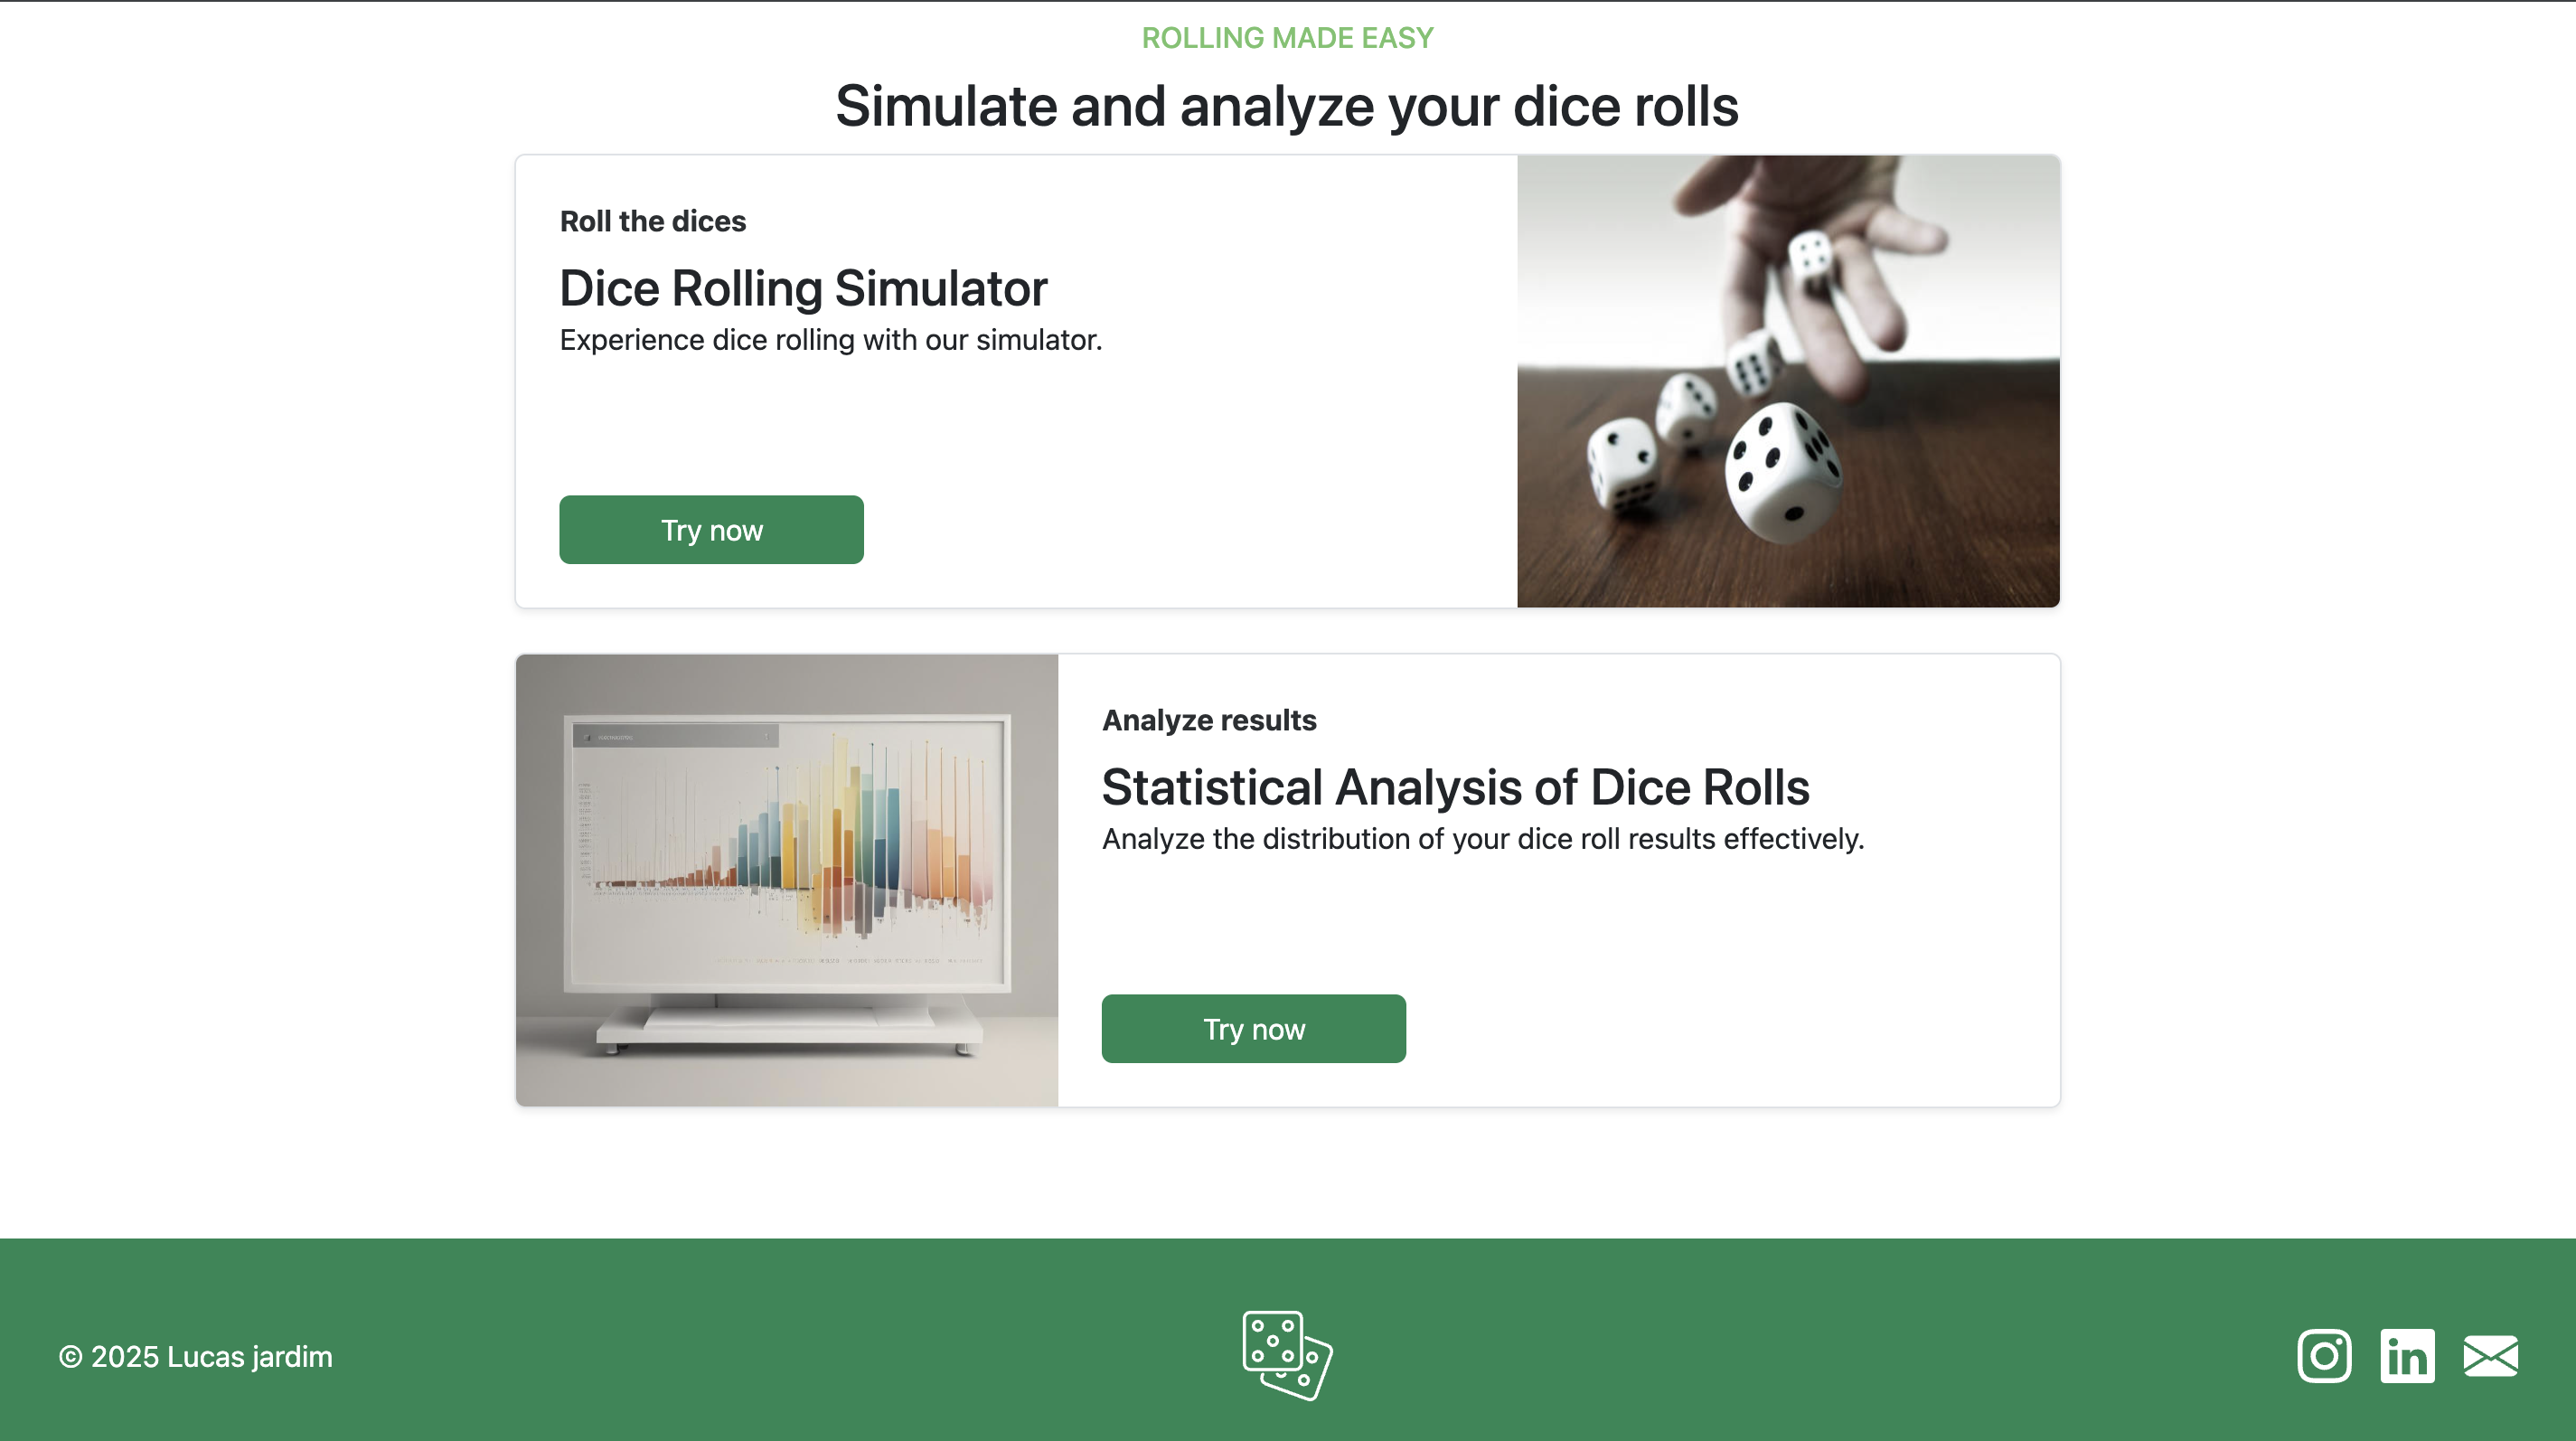 ROLLING MADE EASY
Simulate and analyze your dice rolls
Roll the dices
Dice Rolling Simulator
Experience dice rolling with our simulator.
Try now
Analyze results
Statistical Analysis of Dice Rolls
Analyze the distribution of your dice roll results effectively.
Try now
© 2025 Lucas jardim
in